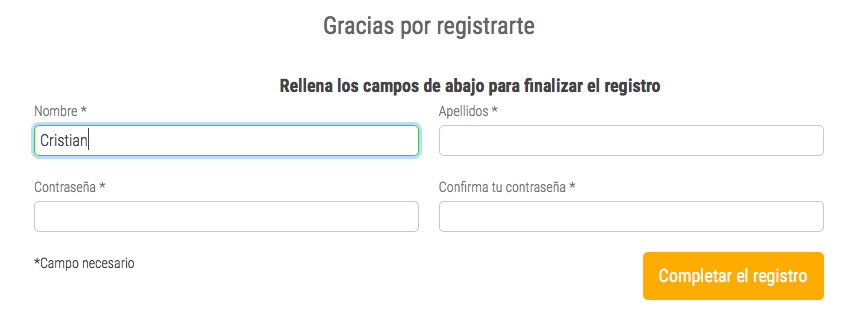 Gracias por registrarte
Rellena los campos de abajo para finalizar el registro
Nombre *
Apellidos *
Cristian
Contraseña *
Confirma tu contraseña *
*Campo necesario
Completar el registro